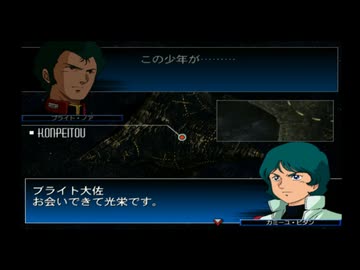 この少年が………
ブライト・ノア
KONPEITOU
ブライト大佐
お会いできて光栄です。
カミーユ・ビダン